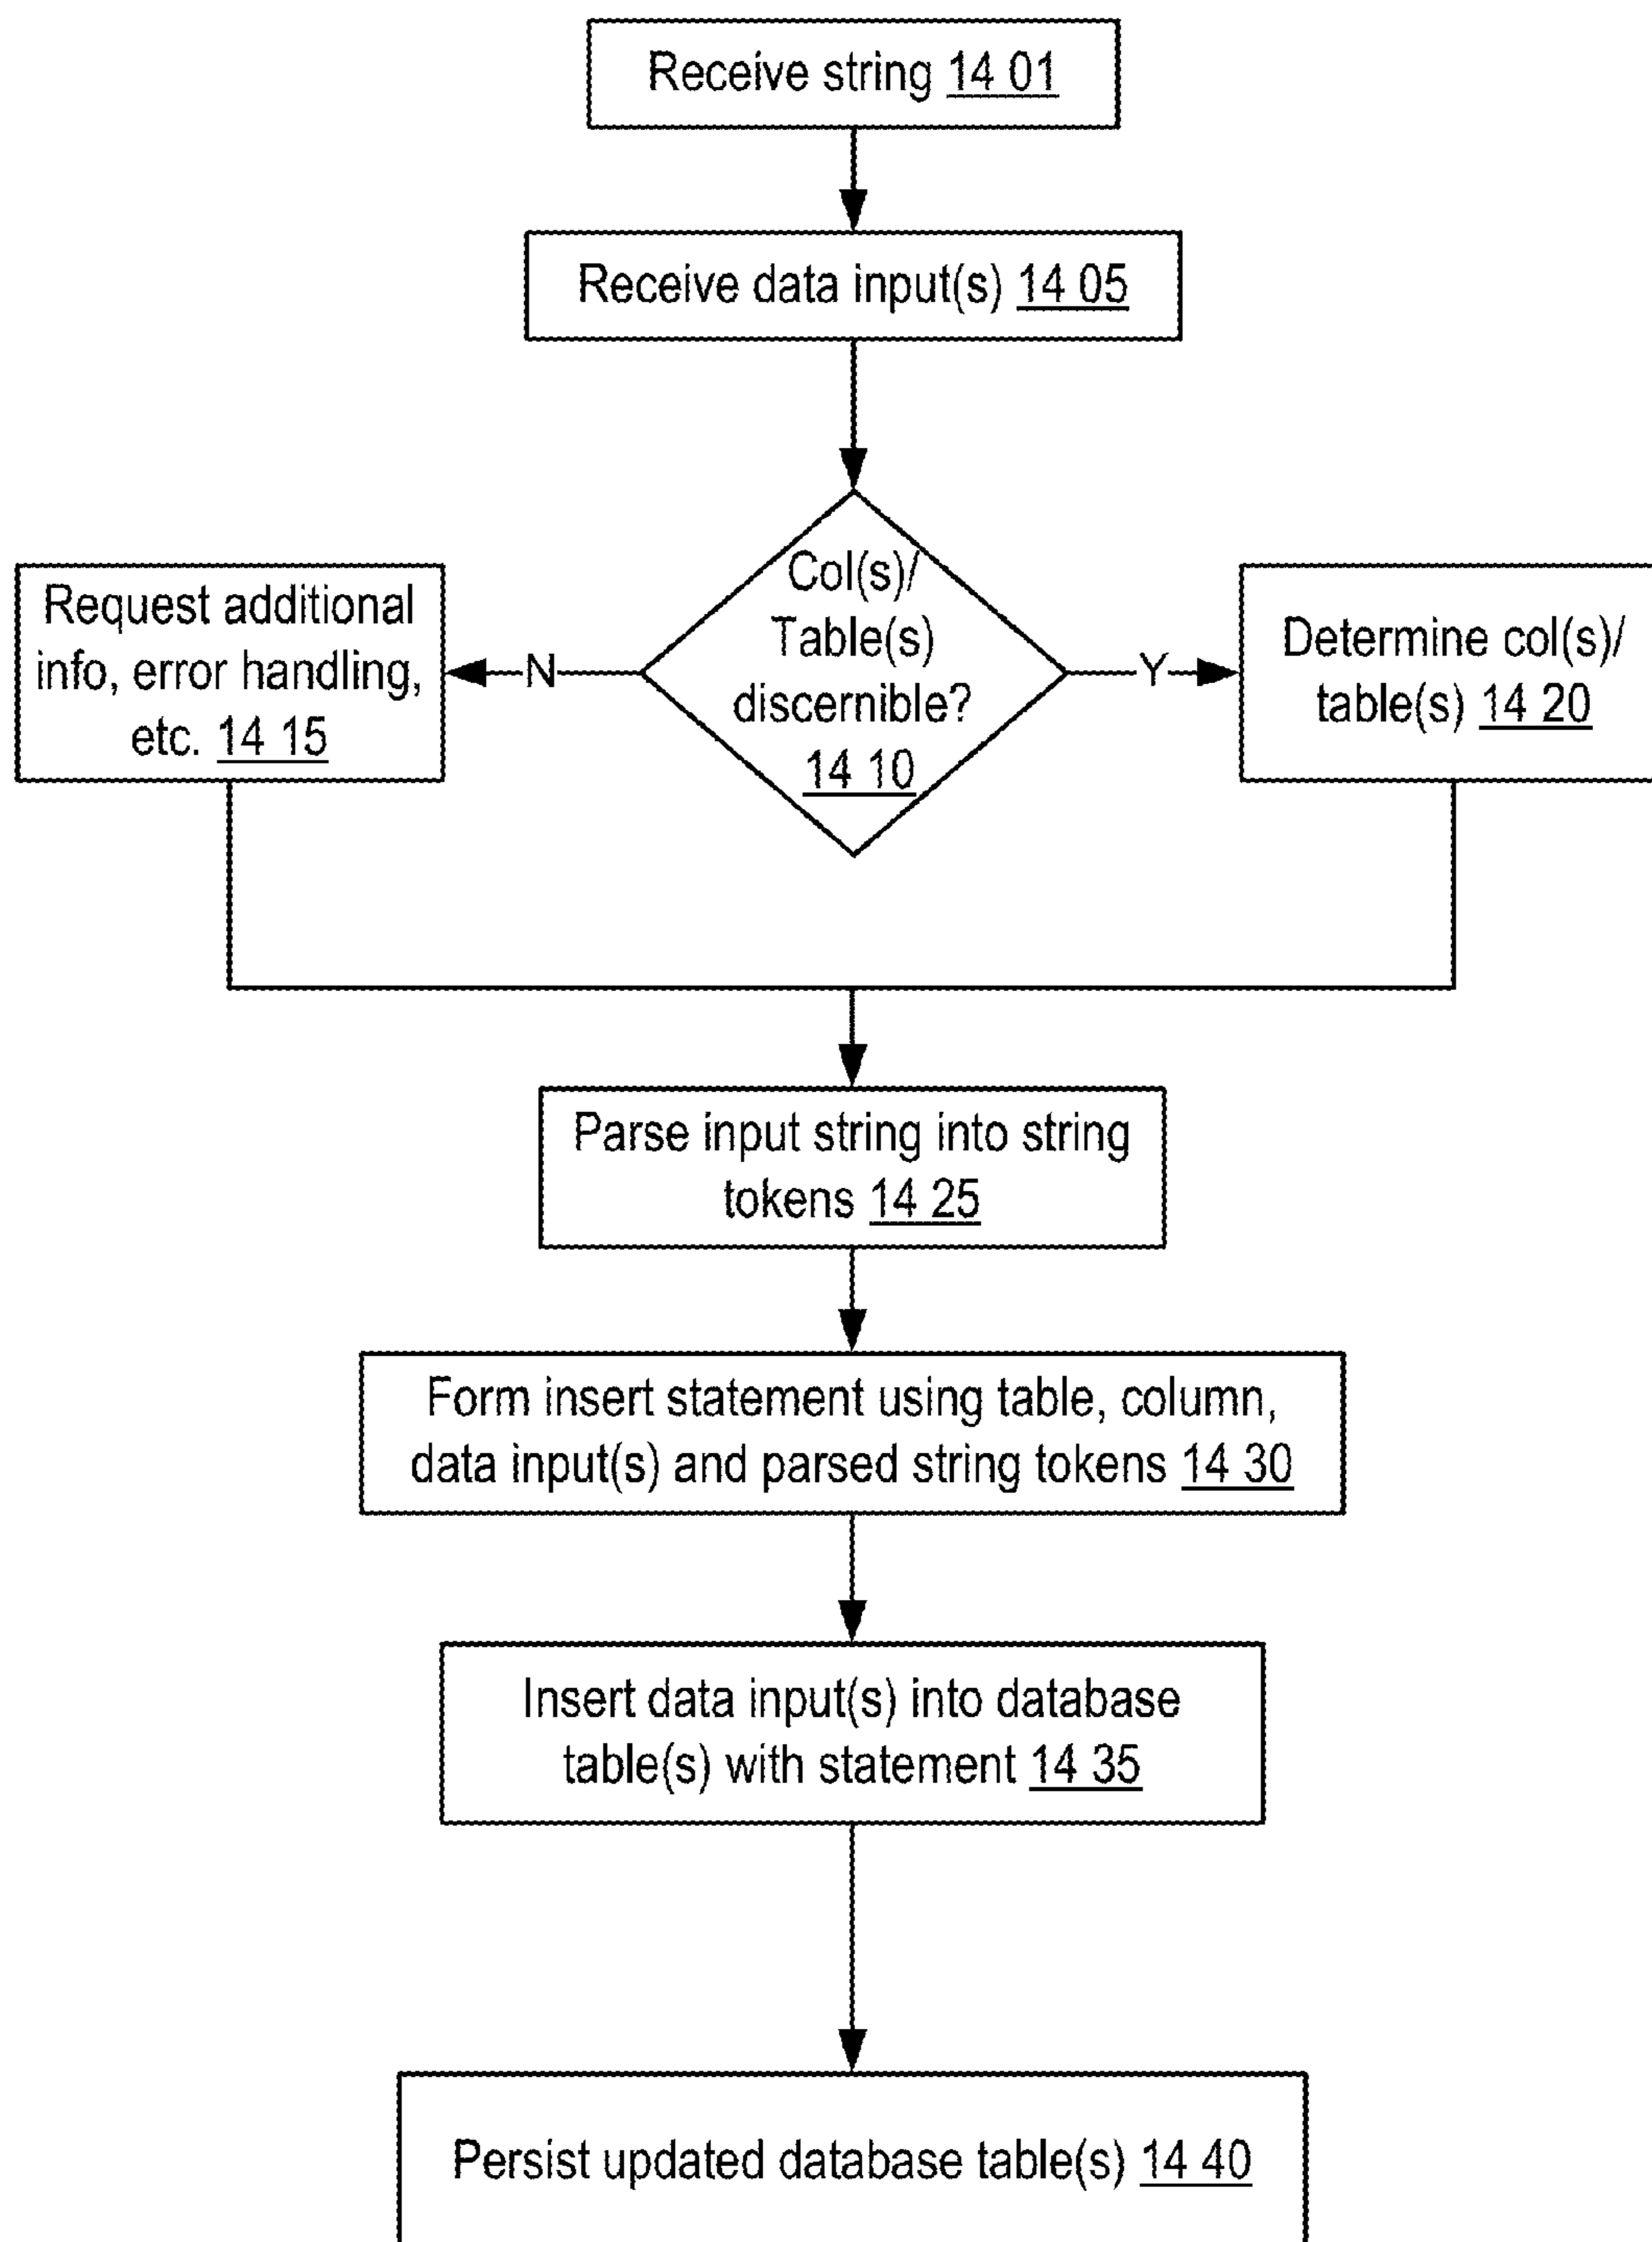 Receive string 14 01
Receive data input(s) 14 05
Col(s)/
Table(s)
discernible?
14 10
N
Y
Request additional
info, error handling,
etc. 14 15
Determine col(s)/
table(s) 14 20
Parse input string into string
tokens 14 25
Form insert statement using table, column,
data input(s) and parsed string tokens 14 30
Insert data input(s) into database
table(s) with statement 14 35
Persist updated database table(s) 14 40